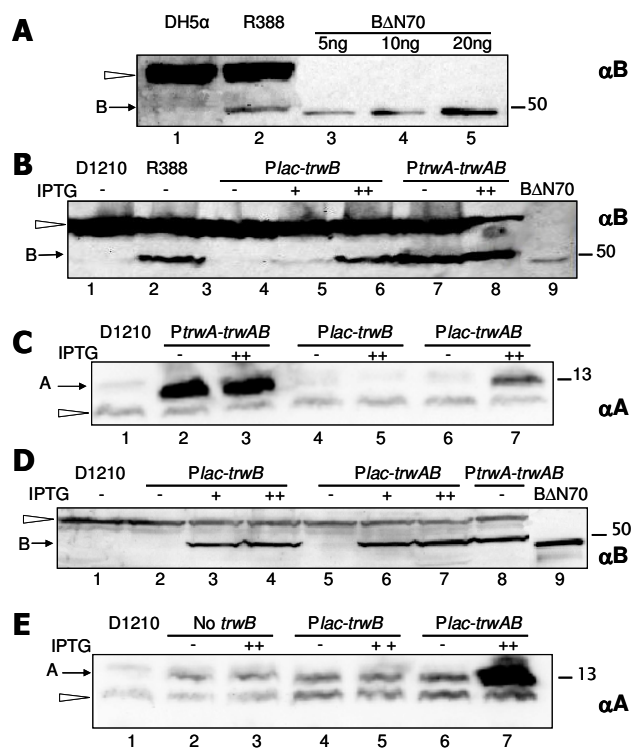 A
DH5α R388 BΔN70
5ng 10ng 20ng
αB
B 50
1 2 3 4 5
B
D1210 R388 Plac-trwB PtrwA-trwAB
IPTG - - - + ++ - ++ BΔN70
αB
B 50
1 2 3 4 5 6 7 8 9
C
D1210 PtrwA-trwAB Plac-trwB Plac-trwAB
IPTG - ++ - ++ - ++
A 13
αA
1 2 3 4 5 6 7
D
D1210 Plac-trwB Plac-trwAB PtrwA-trwAB
IPTG - - + ++ - + ++ - BΔN70
50
B αB
1 2 3 4 5 6 7 8 9
E
D1210 No trwB Plac-trwB Plac-trwAB
IPTG - ++ - + + - ++
A 13
αA
1 2 3 4 5 6 7